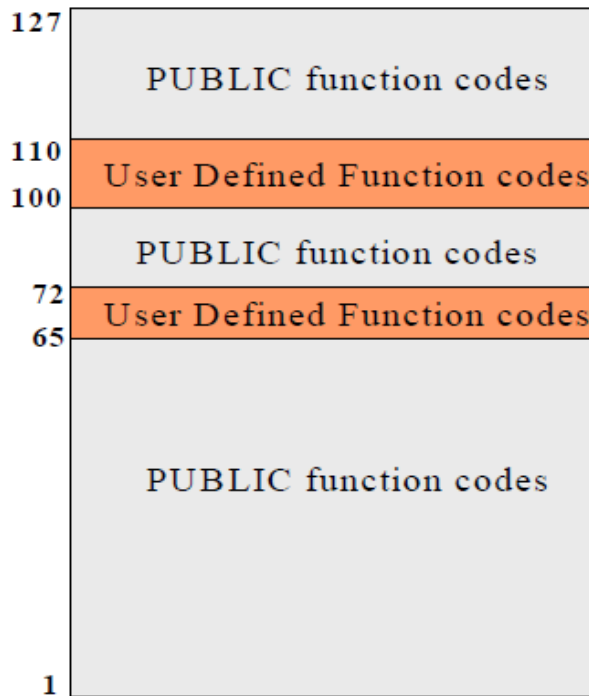 127
PUBLIC function codes
110
User Defined Function codes
100
PUBLIC function codes
72
User Defined Function codes
65
PUBLIC function codes
1